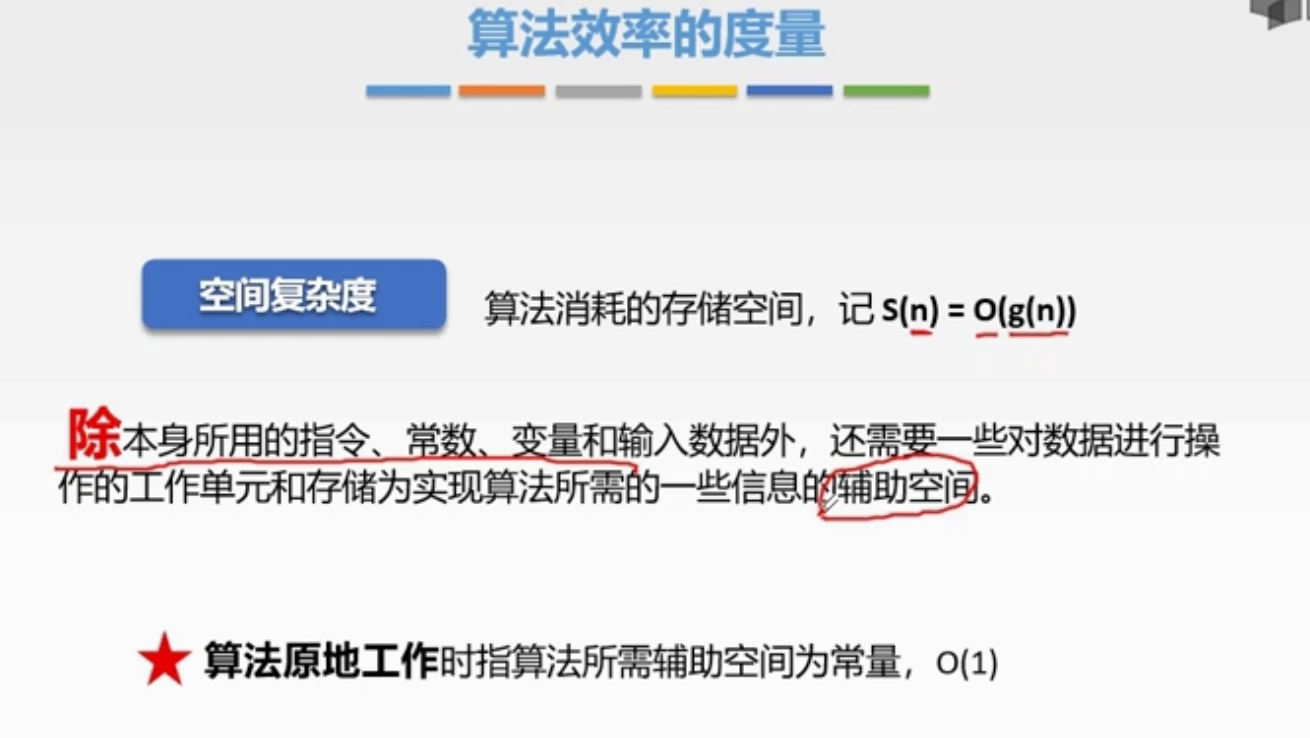 算法效率的度量
空间复杂度
算法消耗的存储空间，记 S(n) = O(g(n))
除本身所用的指令、常数、变量和输入数据外，还需要一些对数据进行操
作的工作单元和存储为实现算法所需的一些信息的辅助空间。
算法原地工作时指算法所需辅助空间为常量，O(1)